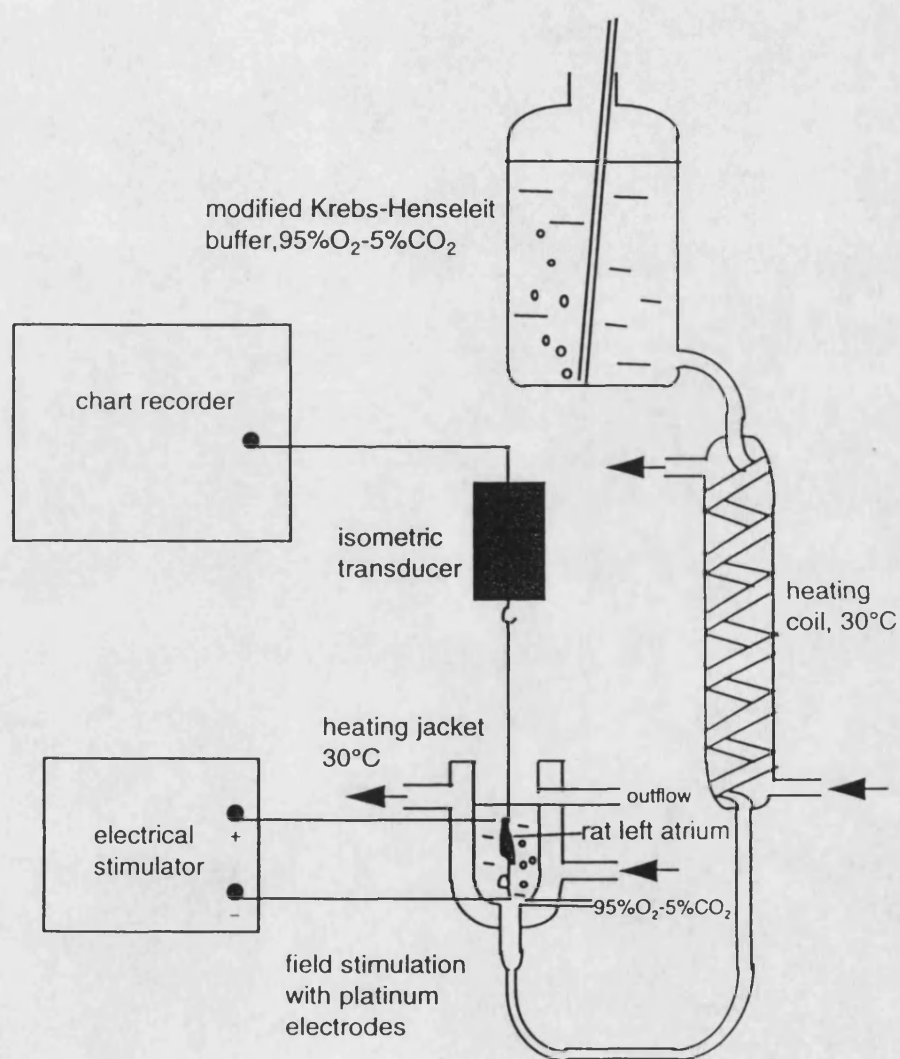 modified Krebs-Henseleit
buffer,95%O₂-5%CO₂
chart recorder
isometric
transducer
heating
coil, 30°C
heating jacket
30°C
outflow
rat left atrium
electrical
stimulator
+
–
95%O₂-5%CO₂
field stimulation
with platinum
electrodes